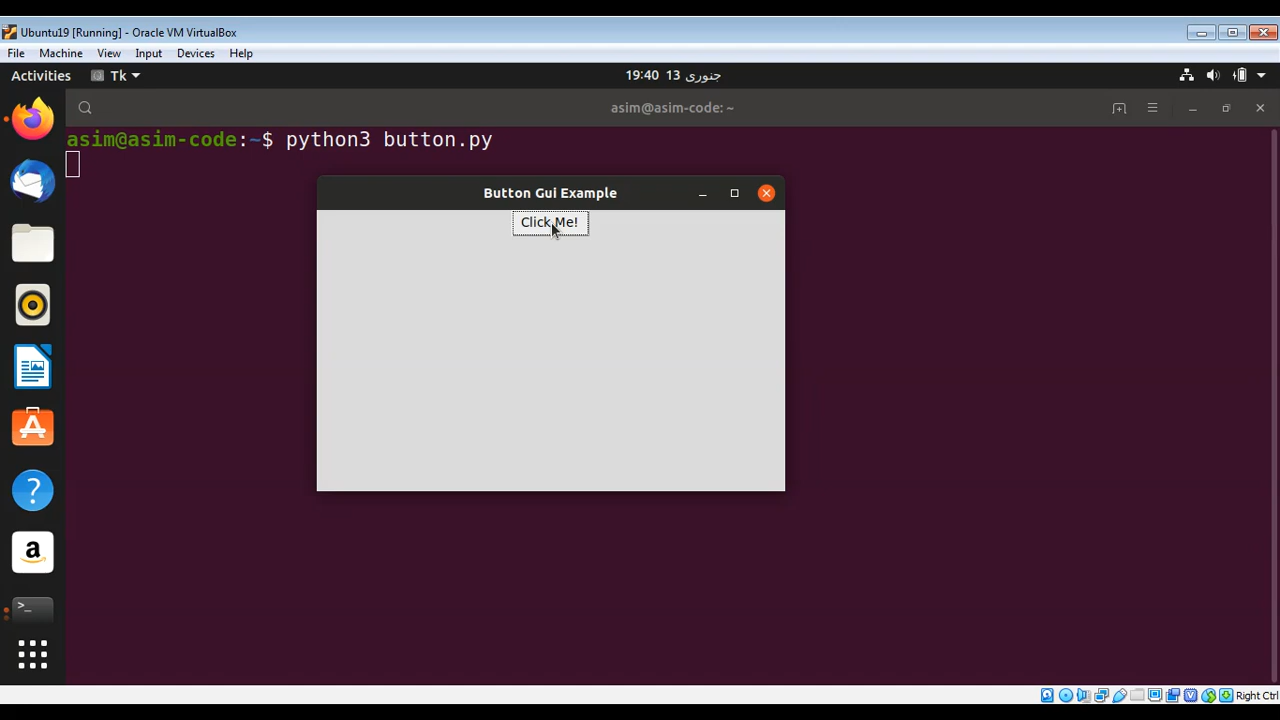 Ubuntu19 [Running] - Oracle VM VirtualBox
File Machine View Input Devices Help
Activities Tk 19:40 13 جنوری
asim@asim-code: ~
asim@asim-code:~$ python3 button.py
Button Gui Example
Click Me!
Right Ctrl